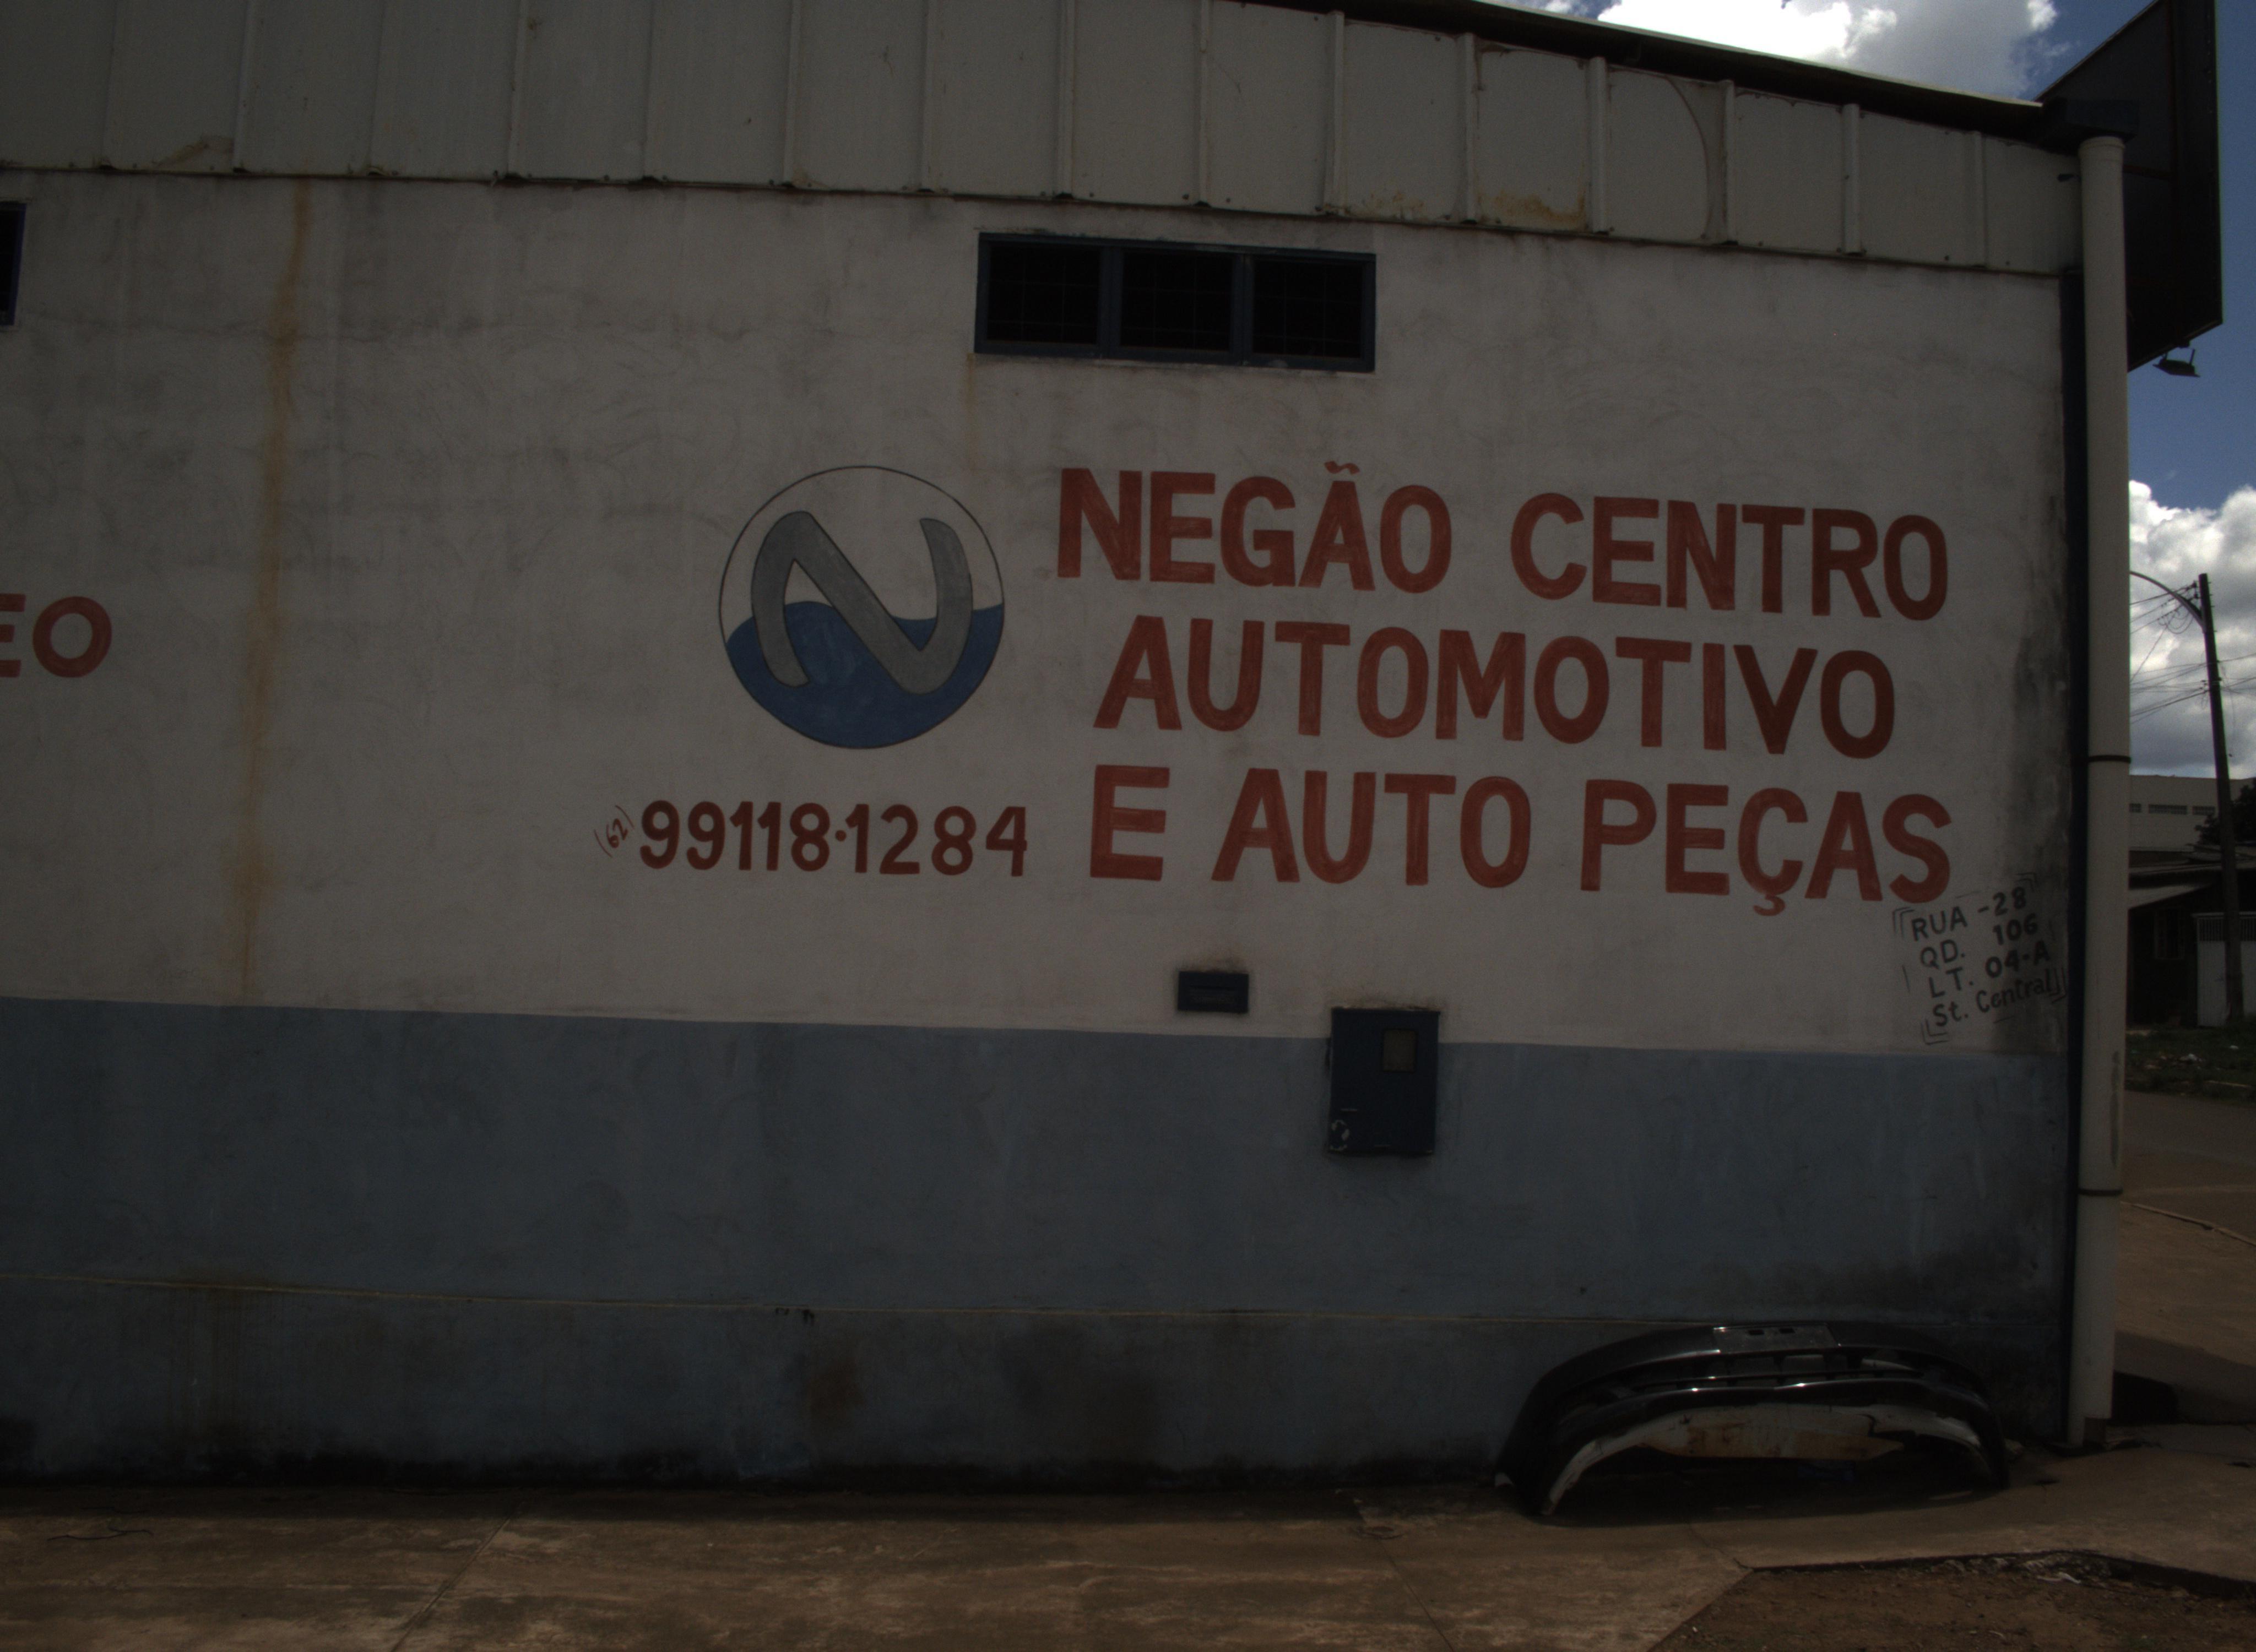 NEGÃO CENTRO
AUTOMOTIVO
E AUTO PEÇAS
N
(62) 99118·1284
EO
RUA -28
QD. 106
LT. 04-A
St. Central